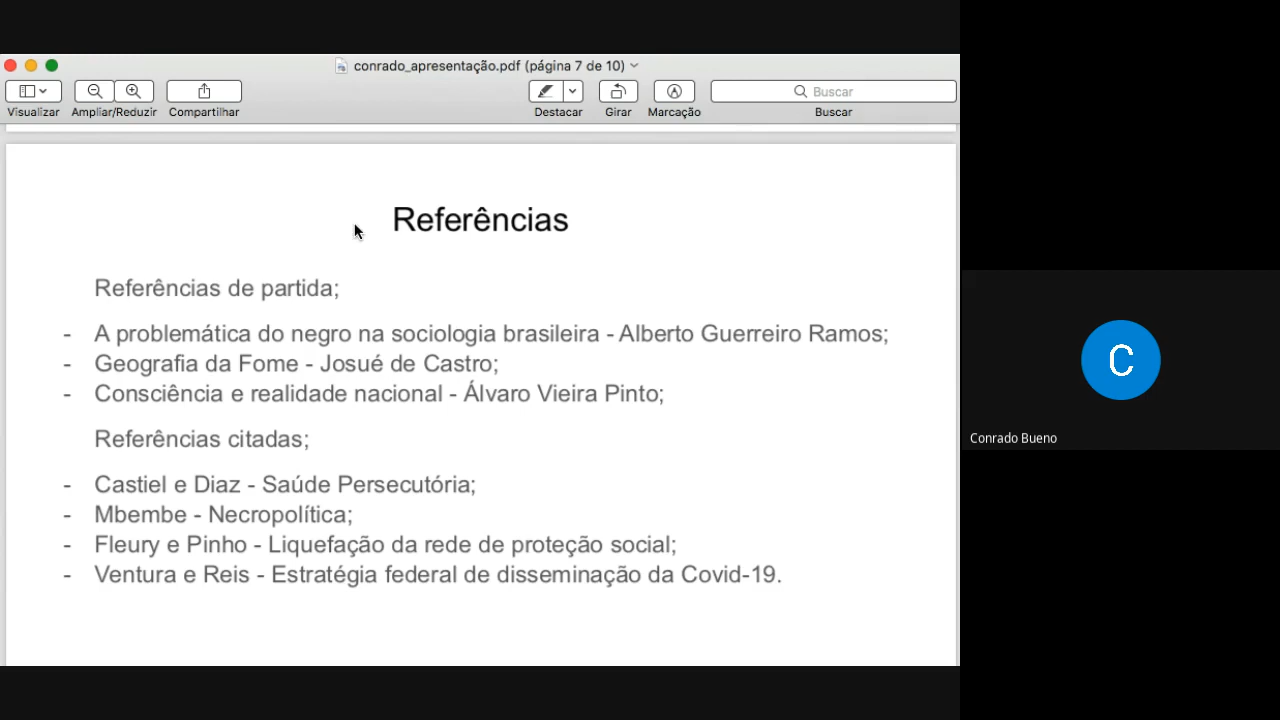 conrado_apresentação.pdf (página 7 de 10)
Buscar
Visualizar Ampliar/Reduzir Compartilhar Destacar Girar Marcação Buscar
Referências
Referências de partida;
- A problemática do negro na sociologia brasileira - Alberto Guerreiro Ramos;
- Geografia da Fome - Josué de Castro;
- Consciência e realidade nacional - Álvaro Vieira Pinto;
Referências citadas;
- Castiel e Diaz - Saúde Persecutória;
- Mbembe - Necropolítica;
- Fleury e Pinho - Liquefação da rede de proteção social;
- Ventura e Reis - Estratégia federal de disseminação da Covid-19.
C
Conrado Bueno